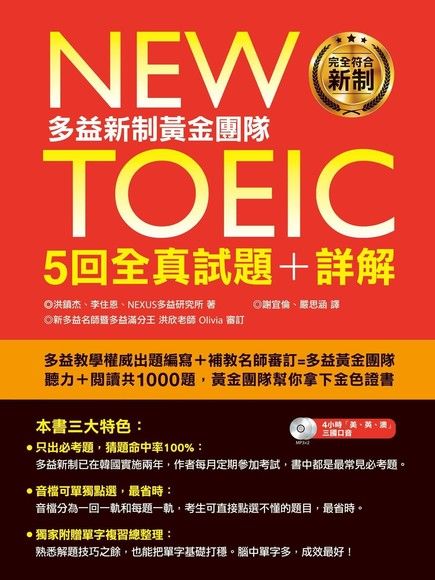 NEW
完全符合
新制
多益新制黃金團隊
TOEIC
5回全真試題＋詳解
◎洪鎮杰、李住恩、NEXUS多益研究所 著 ◎謝宜倫、嚴思涵 譯
◎新多益名師暨多益滿分王 洪欣老師 Olivia 審訂
多益教學權威出題編寫＋補教名師審訂=多益黃金團隊
聽力＋閱讀共1000題，黃金團隊幫你拿下金色證書
本書三大特色：
4小時「美、英、澳」
三國口音
MP3×2
●只出必考題，猜題命中率100%：
多益新制已在韓國實施兩年，作者每月定期參加考試，書中都是最常見必考題。
●音檔可單獨點選，最省時：
音檔分為一回一軌和每題一軌，考生可直接點選不懂的題目，最省時。
●獨家附贈單字複習總整理：
熟悉解題技巧之餘，也能把單字基礎打穩。腦中單字多，成效最好！